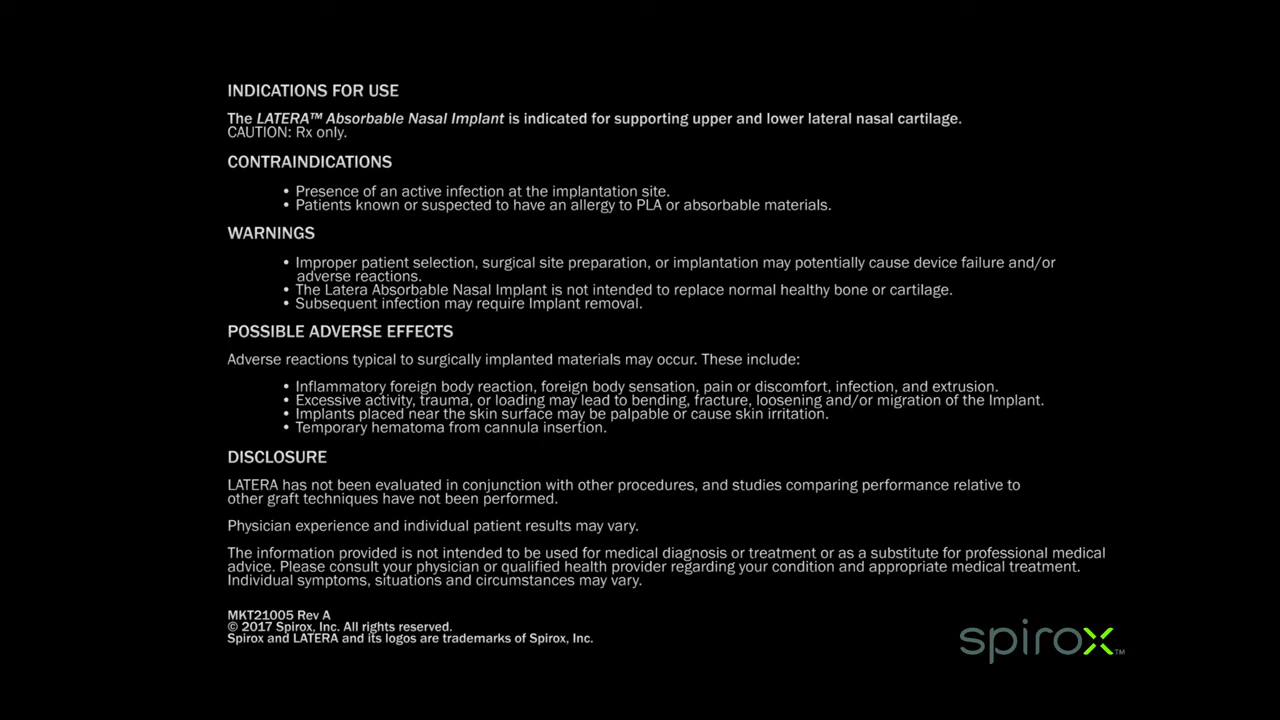 INDICATIONS FOR USE
The LATERA™ Absorbable Nasal Implant is indicated for supporting upper and lower lateral nasal cartilage.
CAUTION: Rx only.
CONTRAINDICATIONS
• Presence of an active infection at the implantation site.
• Patients known or suspected to have an allergy to PLA or absorbable materials.
WARNINGS
• Improper patient selection, surgical site preparation, or implantation may potentially cause device failure and/or
adverse reactions.
• The Latera Absorbable Nasal Implant is not intended to replace normal healthy bone or cartilage.
• Subsequent infection may require Implant removal.
POSSIBLE ADVERSE EFFECTS
Adverse reactions typical to surgically implanted materials may occur. These include:
• Inflammatory foreign body reaction, foreign body sensation, pain or discomfort, infection, and extrusion.
• Excessive activity, trauma, or loading may lead to bending, fracture, loosening and/or migration of the Implant.
• Implants placed near the skin surface may be palpable or cause skin irritation.
• Temporary hematoma from cannula insertion.
DISCLOSURE
LATERA has not been evaluated in conjunction with other procedures, and studies comparing performance relative to
other graft techniques have not been performed.
Physician experience and individual patient results may vary.
The information provided is not intended to be used for medical diagnosis or treatment or as a substitute for professional medical
advice. Please consult your physician or qualified health provider regarding your condition and appropriate medical treatment.
Individual symptoms, situations and circumstances may vary.
MKT21005 Rev A
© 2017 Spirox, Inc. All rights reserved.
Spirox and LATERA and its logos are trademarks of Spirox, Inc.
spirox™